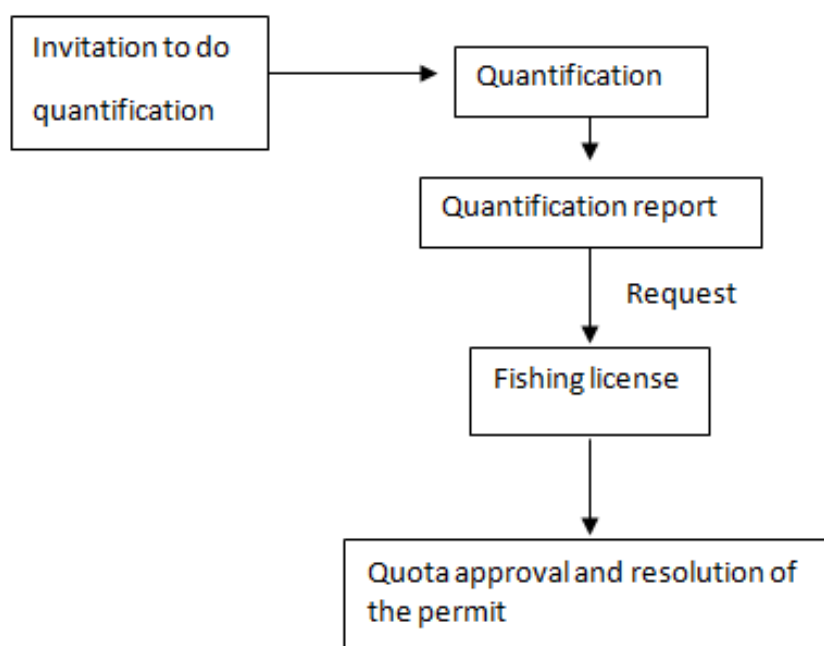 Invitation to do
quantification
Quantification
Quantification report
Request
Fishing license
Quota approval and resolution of
the permit